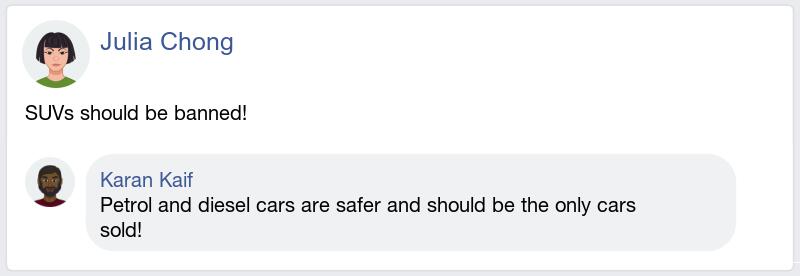 Julia Chong
SUVs should be banned!
Karan Kaif
Petrol and diesel cars are safer and should be the only cars
sold!